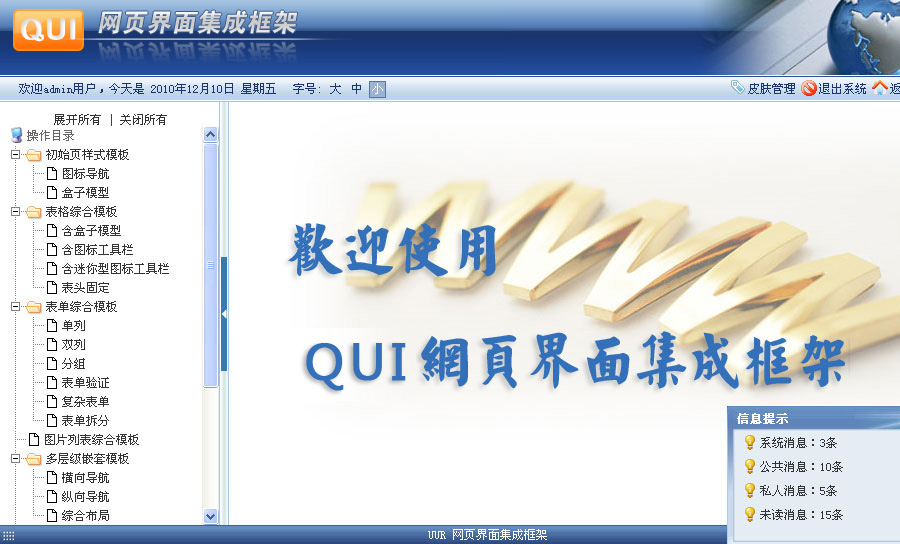 QUI 网页界面集成框架
欢迎admin用户，今天是 2010年12月10日 星期五 字号: 大 中 小
皮肤管理 退出系统 返
展开所有 | 关闭所有
操作目录
初始页样式模板
图标导航
盒子模型
表格综合模板
含盒子模型
含图标工具栏
含迷你型图标工具栏
表头固定
表单综合模板
单列
双列
分组
表单验证
复杂表单
表单拆分
图片列表综合模板
多层级嵌套模板
横向导航
纵向导航
综合布局
歡迎使用
QUI 網頁界面集成框架
信息提示
系统消息：3条
公共消息：10条
私人消息：5条
未读消息：15条
UUR 网页界面集成框架